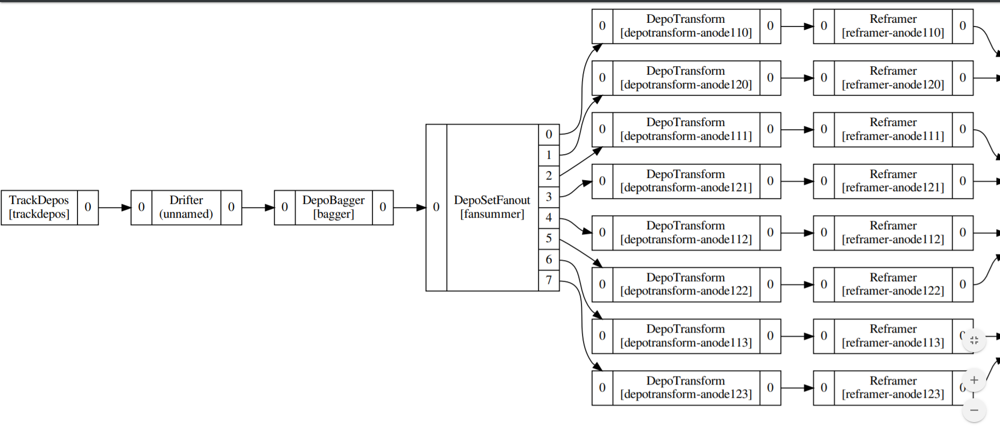 TrackDepos
[trackdepos]
0
0
Drifter
(unnamed)
0
0
DepoBagger
[bagger]
0
0
DepoSetFanout
[fansummer]
0
1
2
3
4
5
6
7
0
DepoTransform
[depotransform-anode110]
0
0
Reframer
[reframer-anode110]
0
0
DepoTransform
[depotransform-anode120]
0
0
Reframer
[reframer-anode120]
0
0
DepoTransform
[depotransform-anode111]
0
0
Reframer
[reframer-anode111]
0
0
DepoTransform
[depotransform-anode121]
0
0
Reframer
[reframer-anode121]
0
0
DepoTransform
[depotransform-anode112]
0
0
Reframer
[reframer-anode112]
0
0
DepoTransform
[depotransform-anode122]
0
0
Reframer
[reframer-anode122]
0
0
DepoTransform
[depotransform-anode113]
0
0
Reframer
[reframer-anode113]
0
0
DepoTransform
[depotransform-anode123]
0
0
Reframer
[reframer-anode123]
0